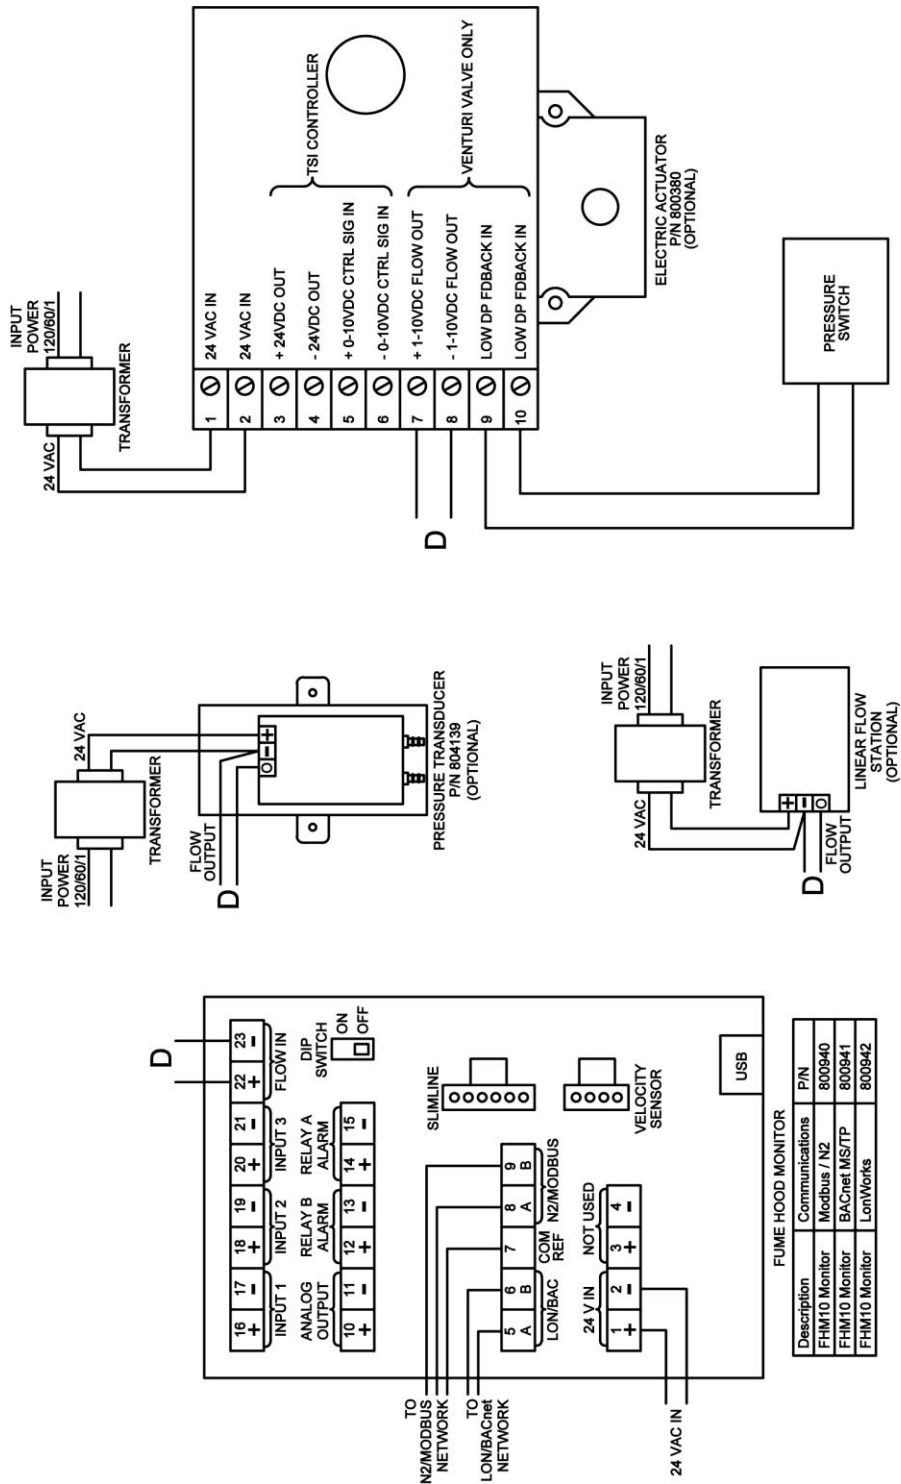 TO
N2/MODBUS
NETWORK
TO
LON/BACnet
NETWORK
24 VAC IN
16 17 18 19 20 21 22 23
+ - + - + - + -
INPUT 1
INPUT 2
INPUT 3
FLOW IN
D
ANALOG
OUTPUT
RELAY B
ALARM
RELAY A
ALARM
DIP
SWITCH
ON
OFF
10 11 12 13 14 15
+ - + - + -
SLIMLINE
5 6 7 8 9
A B A B
LON/BAC
COM
REF
N2/MODBUS
VELOCITY
SENSOR
24 V IN
NOT USED
1 2 3 4
+ - + -
USB
FUME HOOD MONITOR
Description Communications P/N
FHM10 Monitor Modbus / N2 800940
FHM10 Monitor BACnet MS/TP 800941
FHM10 Monitor LonWorks 800942
INPUT
POWER
120/60/1
24 VAC
TRANSFORMER
FLOW
OUTPUT
D
O - +
PRESSURE TRANSDUCER
P/N 804139
(OPTIONAL)
INPUT
POWER
120/60/1
24 VAC
TRANSFORMER
+
-
O
D
FLOW
OUTPUT
LINEAR FLOW
STATION
(OPTIONAL)
INPUT
POWER
120/60/1
24 VAC
TRANSFORMER
1 24 VAC IN
2 24 VAC IN
3 + 24VDC OUT
4 - 24VDC OUT
5 + 0-10VDC CTRL SIG IN
6 - 0-10VDC CTRL SIG IN
TSI CONTROLLER
7 + 1-10VDC FLOW OUT
8 - 1-10VDC FLOW OUT
9 LOW DP FDBACK IN
10 LOW DP FDBACK IN
VENTURI VALVE ONLY
D
ELECTRIC ACTUATOR
P/N 800380
(OPTIONAL)
PRESSURE
SWITCH